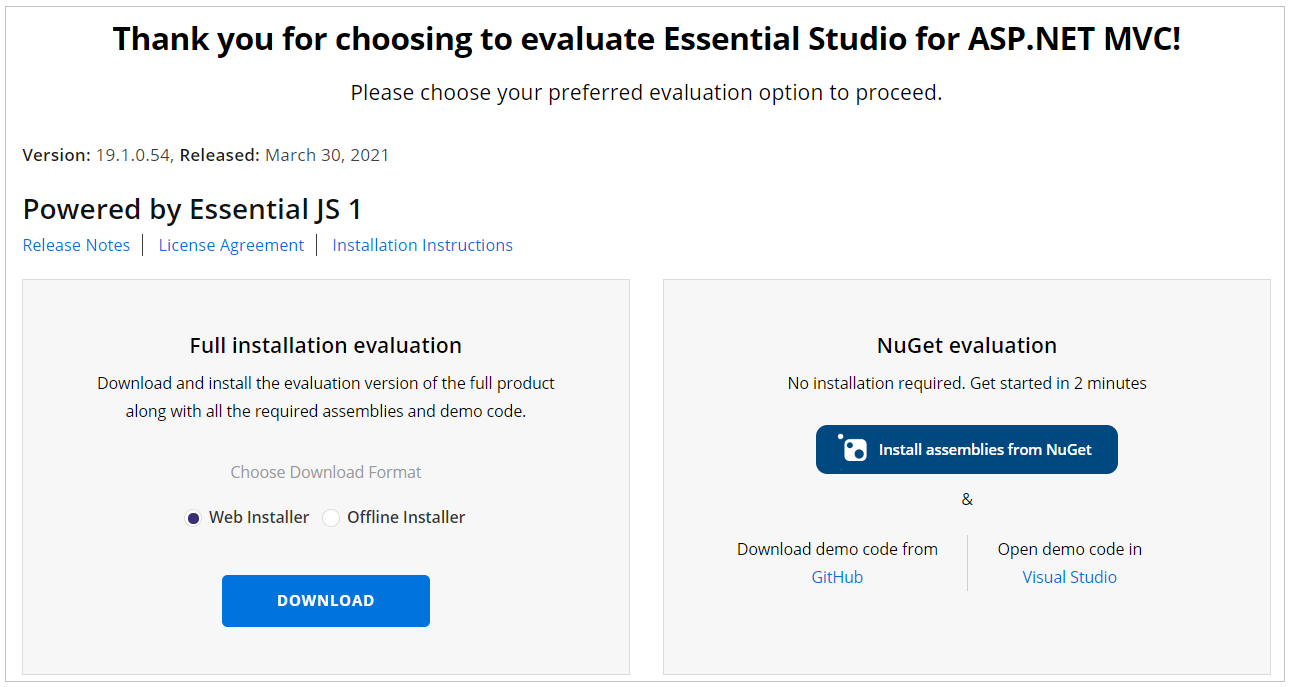 Thank you for choosing to evaluate Essential Studio for ASP.NET MVC!
Please choose your preferred evaluation option to proceed.
Version: 19.1.0.54, Released: March 30, 2021
Powered by Essential JS 1
Release Notes | License Agreement | Installation Instructions
Full installation evaluation
Download and install the evaluation version of the full product
along with all the required assemblies and demo code.
Choose Download Format
Web Installer Offline Installer
DOWNLOAD
NuGet evaluation
No installation required. Get started in 2 minutes
Install assemblies from NuGet
&
Download demo code from
GitHub
Open demo code in
Visual Studio